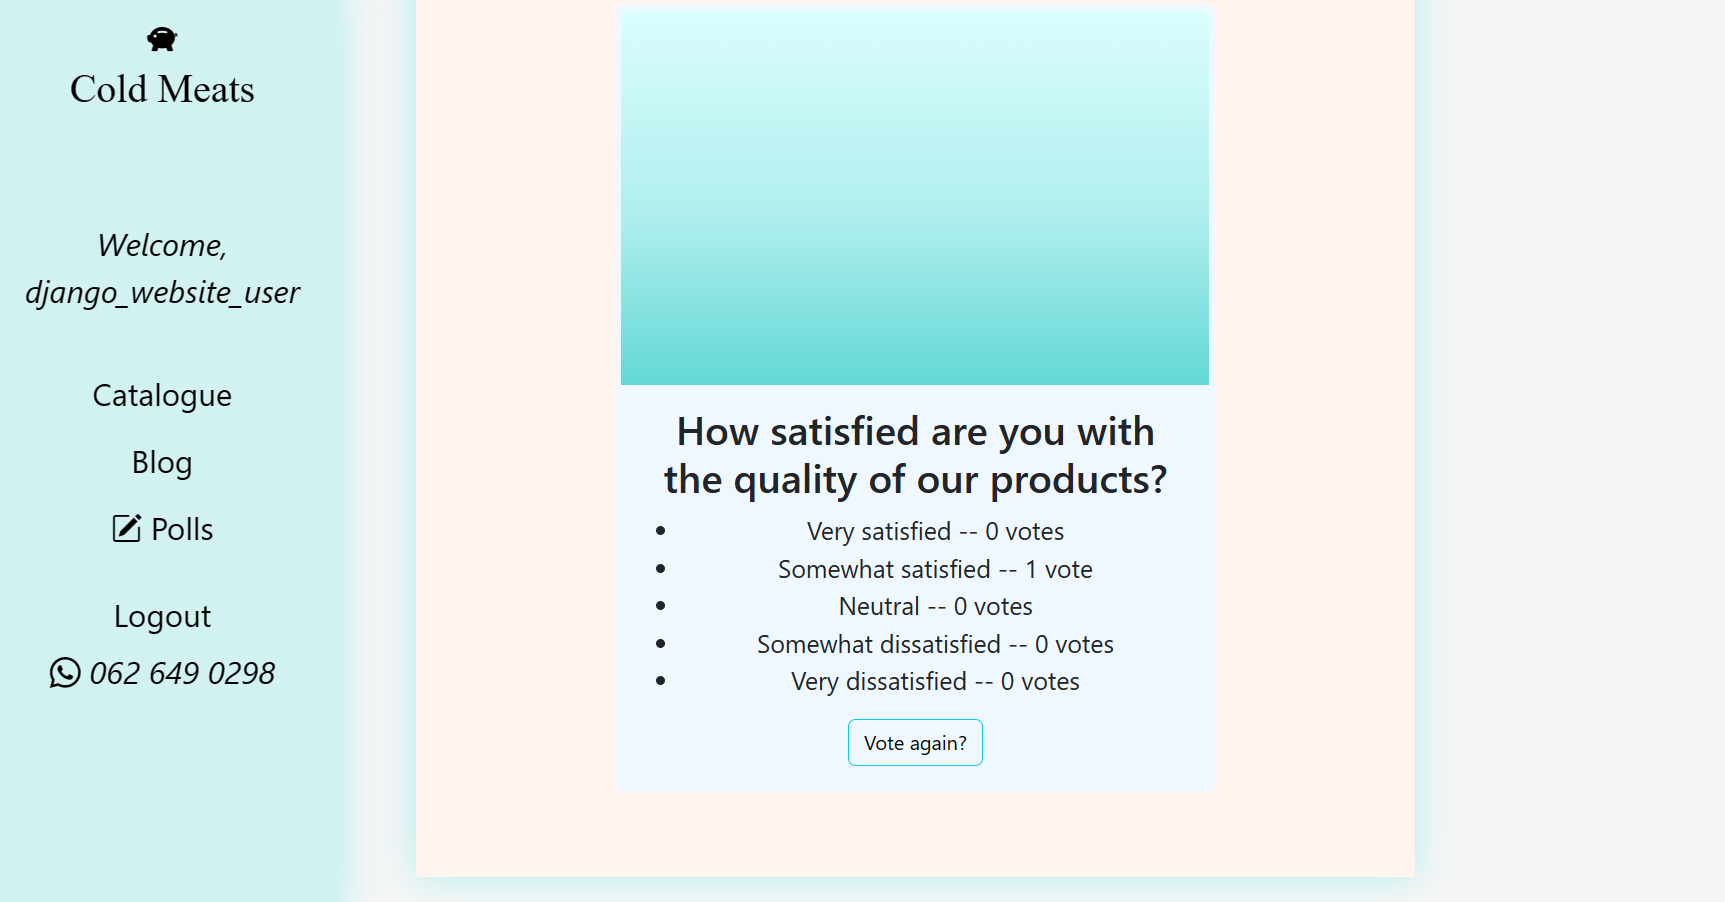 Cold Meats
Welcome,
django_website_user
Catalogue
Blog
Polls
Logout
062 649 0298
How satisfied are you with
the quality of our products?
Very satisfied -- 0 votes
Somewhat satisfied -- 1 vote
Neutral -- 0 votes
Somewhat dissatisfied -- 0 votes
Very dissatisfied -- 0 votes
Vote again?